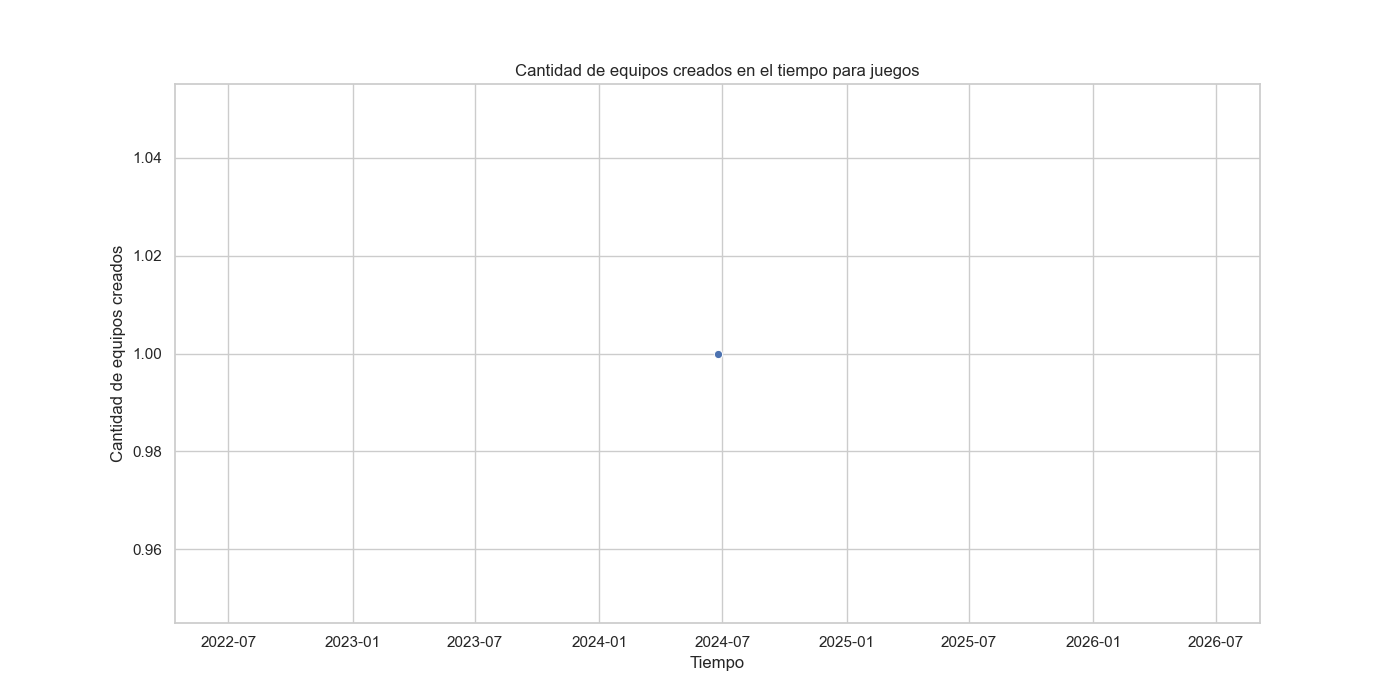 Cantidad de equipos creados en el tiempo para juegos
Cantidad de equipos creados
1.04
1.02
1.00
0.98
0.96
2022-07 2023-01 2023-07 2024-01 2024-07 2025-01 2025-07 2026-01 2026-07
Tiempo